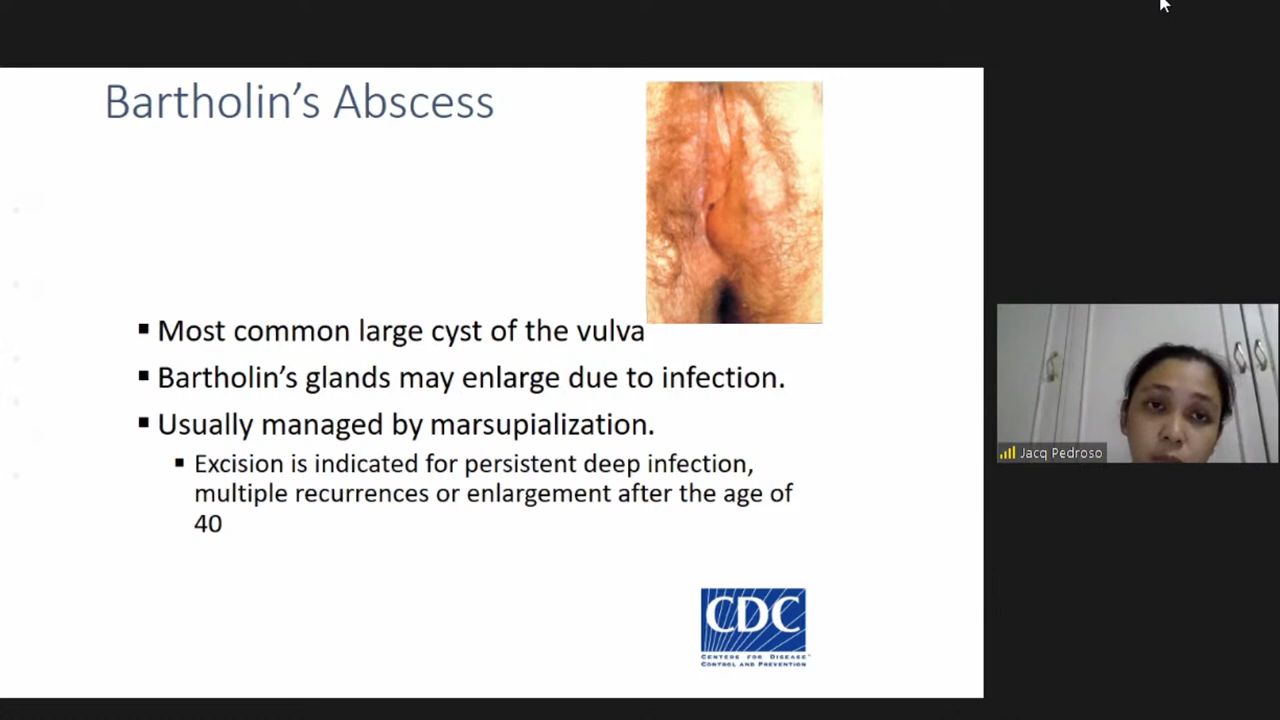 Bartholin's Abscess
▪ Most common large cyst of the vulva
▪ Bartholin's glands may enlarge due to infection.
▪ Usually managed by marsupialization.
▪ Excision is indicated for persistent deep infection,
multiple recurrences or enlargement after the age of
40
Jacq Pedroso
CDC
CENTERS FOR DISEASE
CONTROL AND PREVENTION